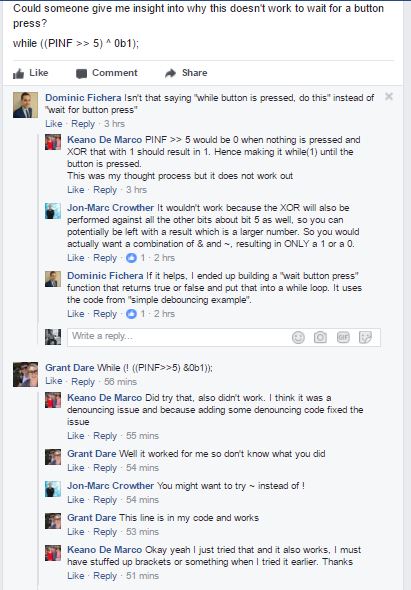 Could someone give me insight into why this doesn't work to wait for a button
press?
while ((PINF >> 5) ^ 0b1);
Like Comment Share
Dominic Fichera Isn't that saying "while button is pressed, do this" instead of
"wait for button press"
Like · Reply · 3 hrs
Keano De Marco PINF >> 5 would be 0 when nothing is pressed and
XOR that with 1 should result in 1. Hence making it while(1) until the
button is pressed.
This was my thought process but it does not work out
Like · Reply · 3 hrs
Jon-Marc Crowther It wouldn't work because the XOR will also be
performed against all the other bits about bit 5 as well, so you can
potentially be left with a result which is a larger number. So you would
actually want a combination of & and ~, resulting in ONLY a 1 or a 0.
Like · Reply · 1 · 2 hrs
Dominic Fichera If it helps, I ended up building a "wait button press"
function that returns true or false and put that into a while loop. It uses
the code from "simple debouncing example".
Like · Reply · 1 · 2 hrs
Write a reply...
GIF
Grant Dare While (! ((PINF>>5) &0b1));
Like · Reply · 56 mins
Keano De Marco Did try that, also didn't work. I think it was a
denouncing issue and because adding some denouncing code fixed the
issue
Like · Reply · 55 mins
Grant Dare Well it worked for me so don't know what you did
Like · Reply · 54 mins
Jon-Marc Crowther You might want to try ~ instead of !
Like · Reply · 54 mins
Grant Dare This line is in my code and works
Like · Reply · 53 mins
Keano De Marco Okay yeah I just tried that and it also works, I must
have stuffed up brackets or something when I tried it earlier. Thanks
Like · Reply · 51 mins